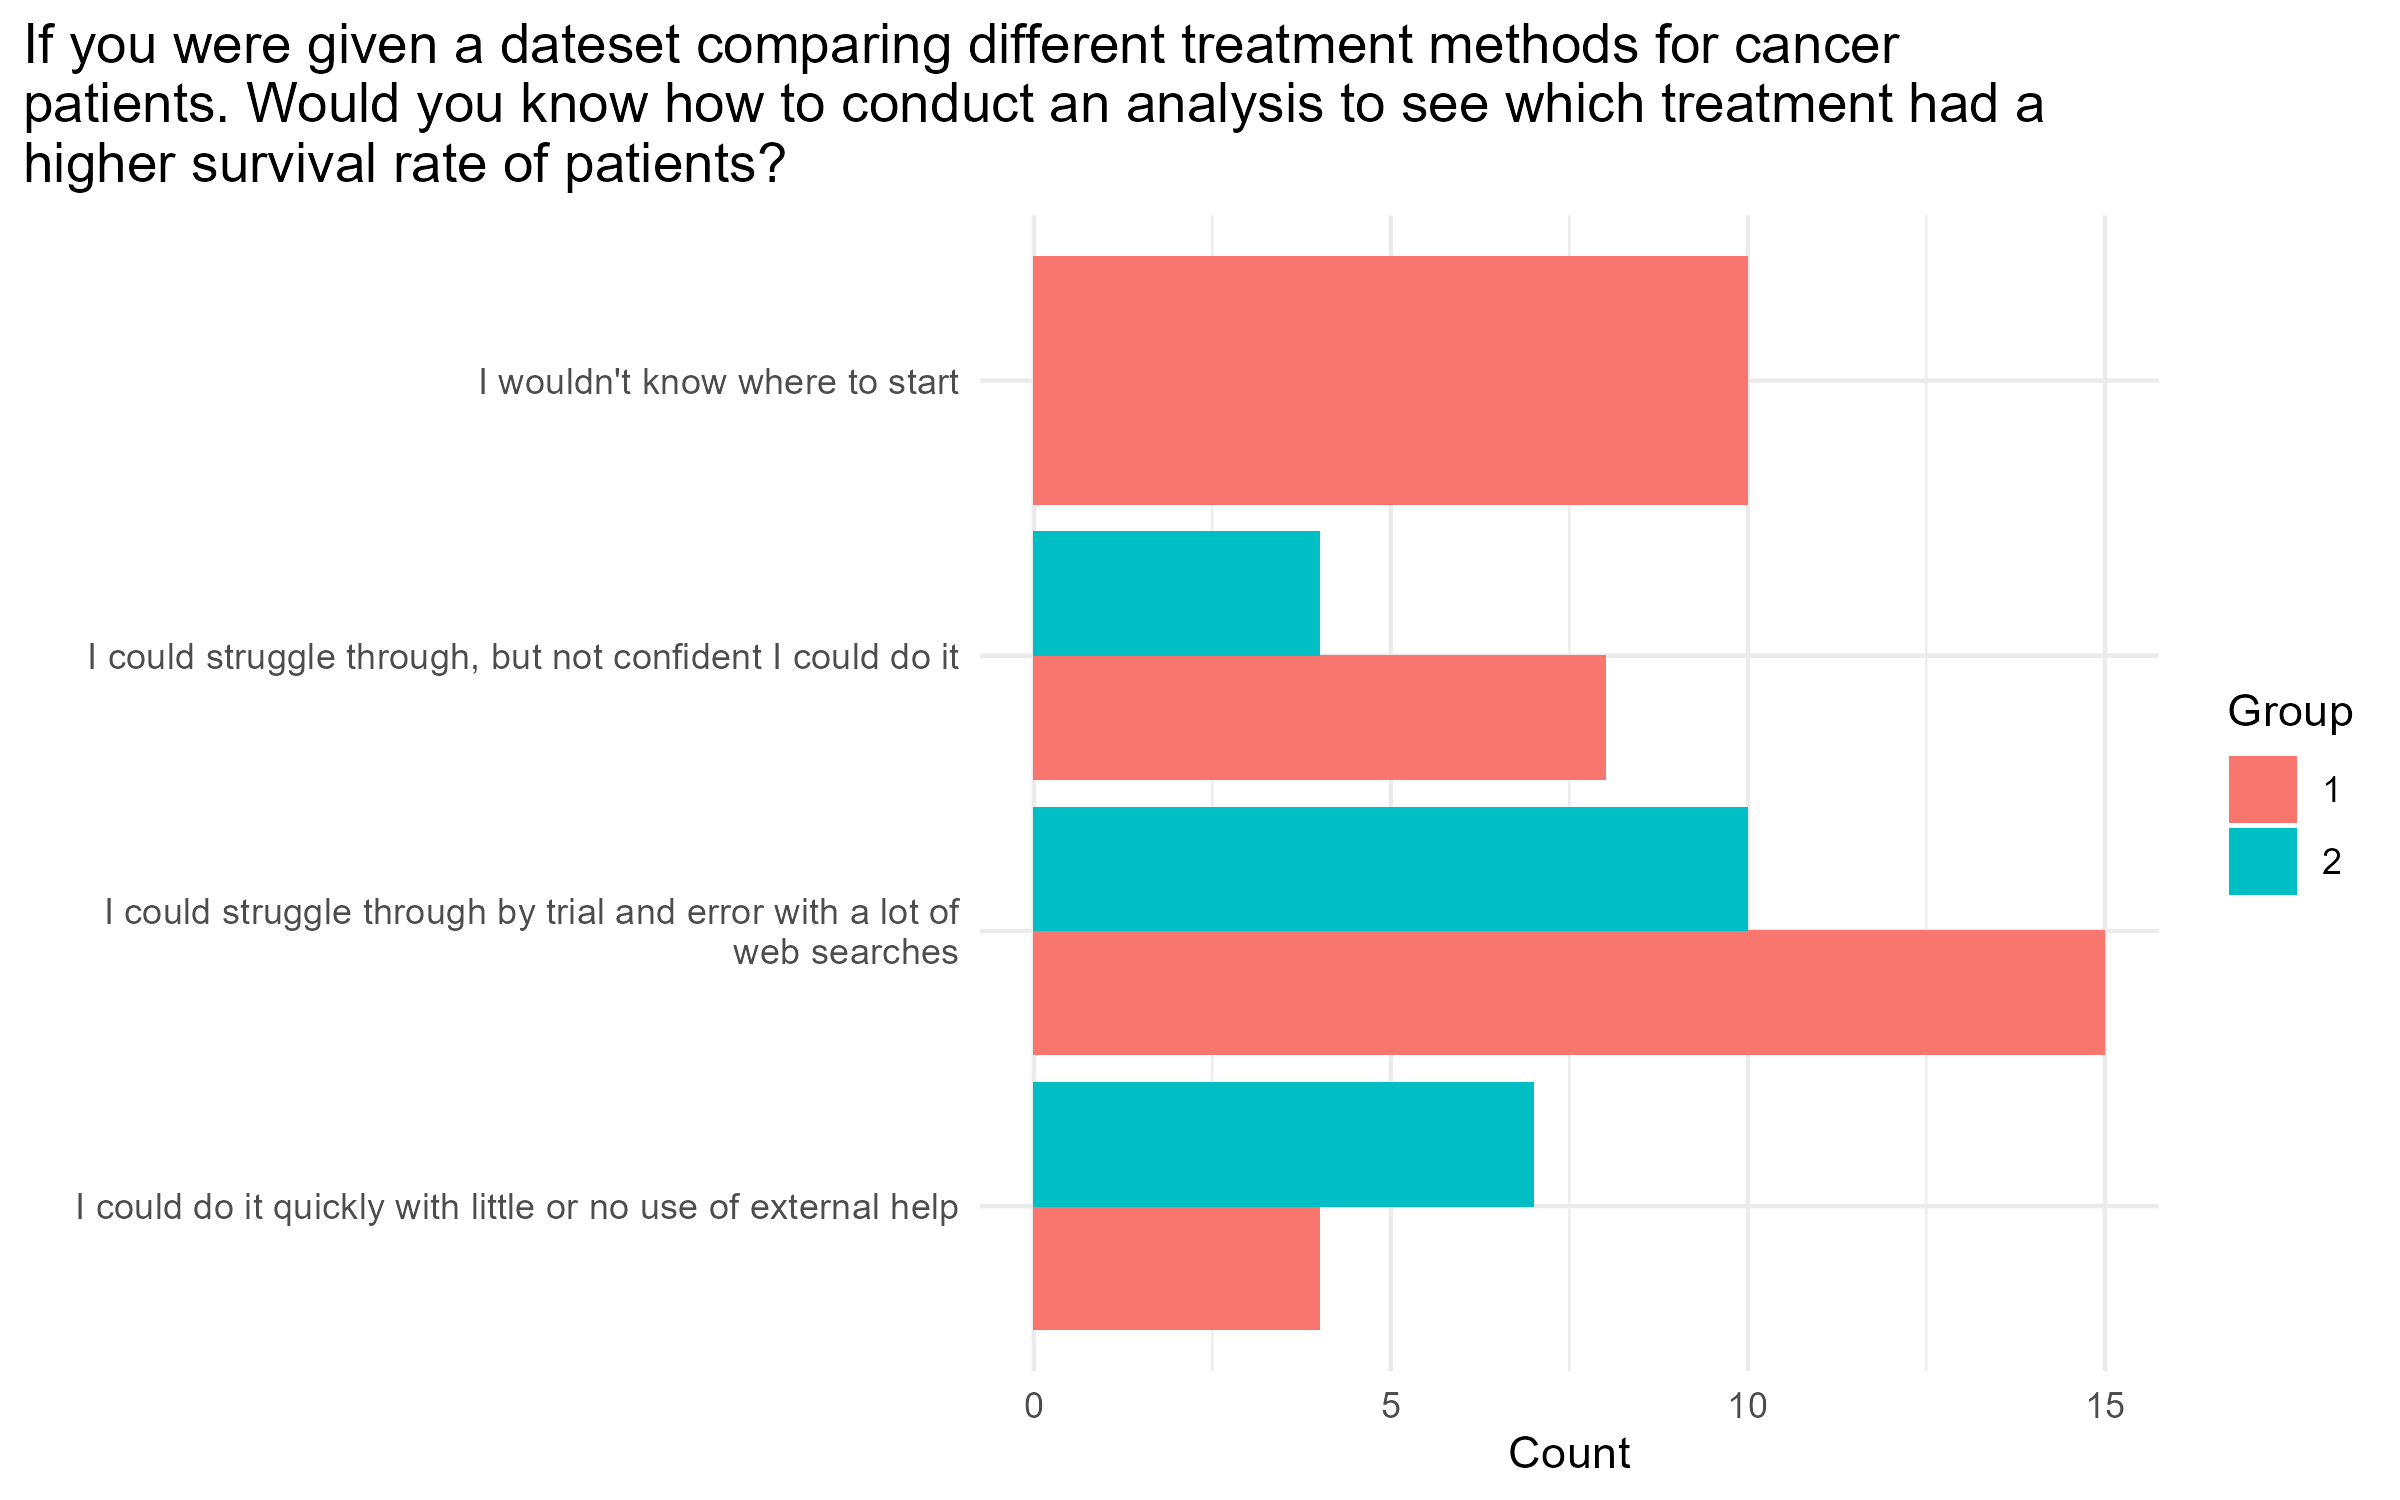 If you were given a dateset comparing different treatment methods for cancer
patients. Would you know how to conduct an analysis to see which treatment had a
higher survival rate of patients?
I wouldn't know where to start
I could struggle through, but not confident I could do it
I could struggle through by trial and error with a lot of
web searches
I could do it quickly with little or no use of external help
0 5 10 15
Count
Group
1
2